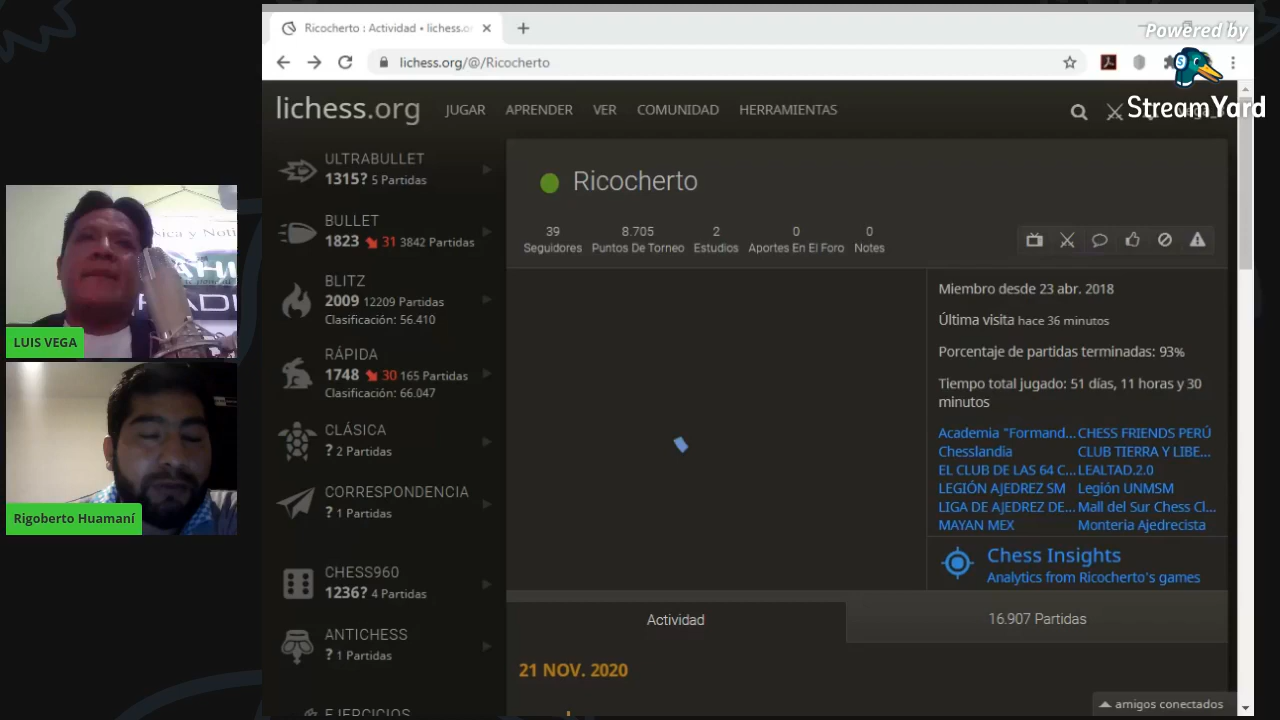 Ricocherto : Actividad • lichess.o
Powered by
lichess.org/@/Ricocherto
StreamYard
lichess.org
JUGAR
APRENDER
VER
COMUNIDAD
HERRAMIENTAS
ULTRABULLET
1315? 5 Partidas
BULLET
1823 31 3842 Partidas
BLITZ
2009 12209 Partidas
Clasificación: 56.410
RÁPIDA
1748 30 165 Partidas
Clasificación: 66.047
CLÁSICA
? 2 Partidas
CORRESPONDENCIA
? 1 Partidas
CHESS960
1236? 4 Partidas
ANTICHESS
? 1 Partidas
EJERCICIOS
Ricocherto
39
Seguidores
8.705
Puntos De Torneo
2
Estudios
0
Aportes En El Foro
0
Notes
Miembro desde 23 abr. 2018
Última visita hace 36 minutos
Porcentaje de partidas terminadas: 93%
Tiempo total jugado: 51 días, 11 horas y 30
minutos
Academia "Formand... CHESS FRIENDS PERÚ
Chesslandia CLUB TIERRA Y LIBE...
EL CLUB DE LAS 64 C... LEALTAD.2.0
LEGIÓN AJEDREZ SM Legión UNMSM
LIGA DE AJEDREZ DE... Mall del Sur Chess Cl...
MAYAN MEX Monteria Ajedrecista
Chess Insights
Analytics from Ricocherto's games
Actividad
16.907 Partidas
21 NOV. 2020
amigos conectados
LUIS VEGA
Rigoberto Huamaní